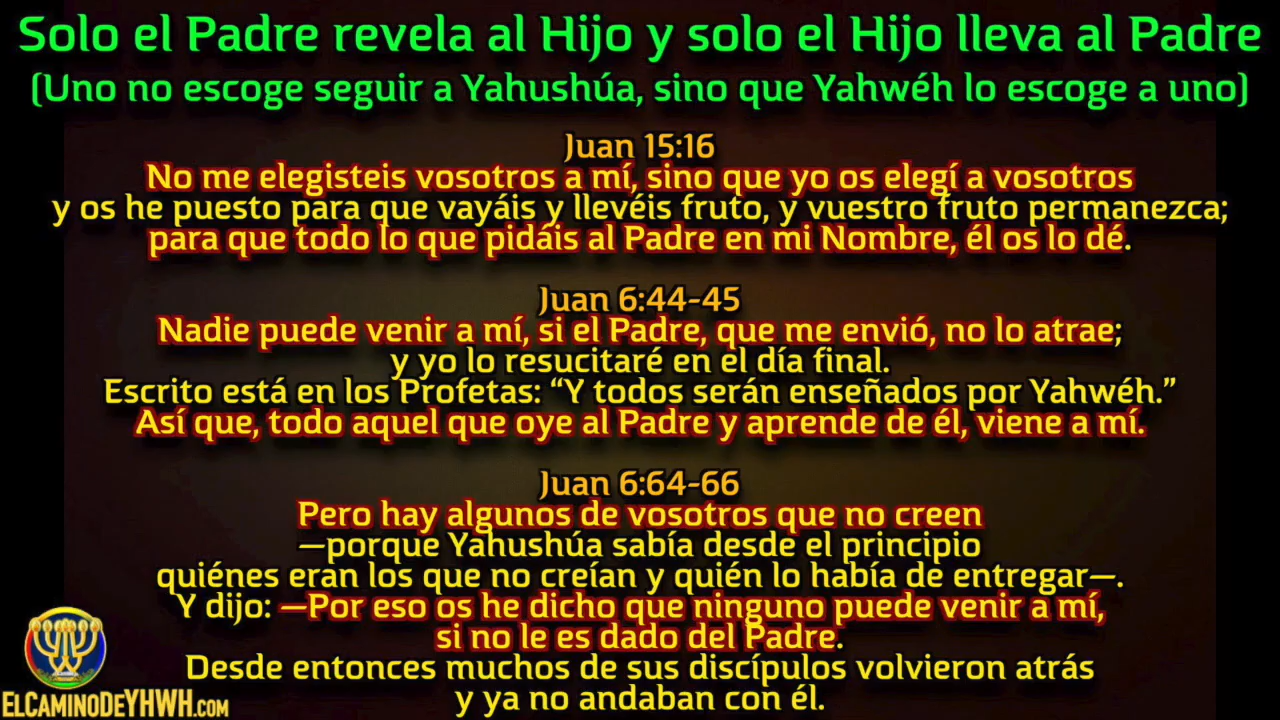 Solo el Padre revela al Hijo y solo el Hijo lleva al Padre
(Uno no escoge seguir a Yahushúa, sino que Yahwéh lo escoge a uno)
Juan 15:16
No me elegisteis vosotros a mí, sino que yo os elegí a vosotros
y os he puesto para que vayáis y llevéis fruto, y vuestro fruto permanezca;
para que todo lo que pidáis al Padre en mi Nombre, él os lo dé.
Juan 6:44-45
Nadie puede venir a mí, si el Padre, que me envió, no lo atrae;
y yo lo resucitaré en el día final.
Escrito está en los Profetas: “Y todos serán enseñados por Yahwéh.”
Así que, todo aquel que oye al Padre y aprende de él, viene a mí.
Juan 6:64-66
Pero hay algunos de vosotros que no creen
—porque Yahushúa sabía desde el principio
quiénes eran los que no creían y quién lo había de entregar—.
Y dijo: —Por eso os he dicho que ninguno puede venir a mí,
si no le es dado del Padre.
Desde entonces muchos de sus discípulos volvieron atrás
y ya no andaban con él.
ELCAMINODEYHWH.com